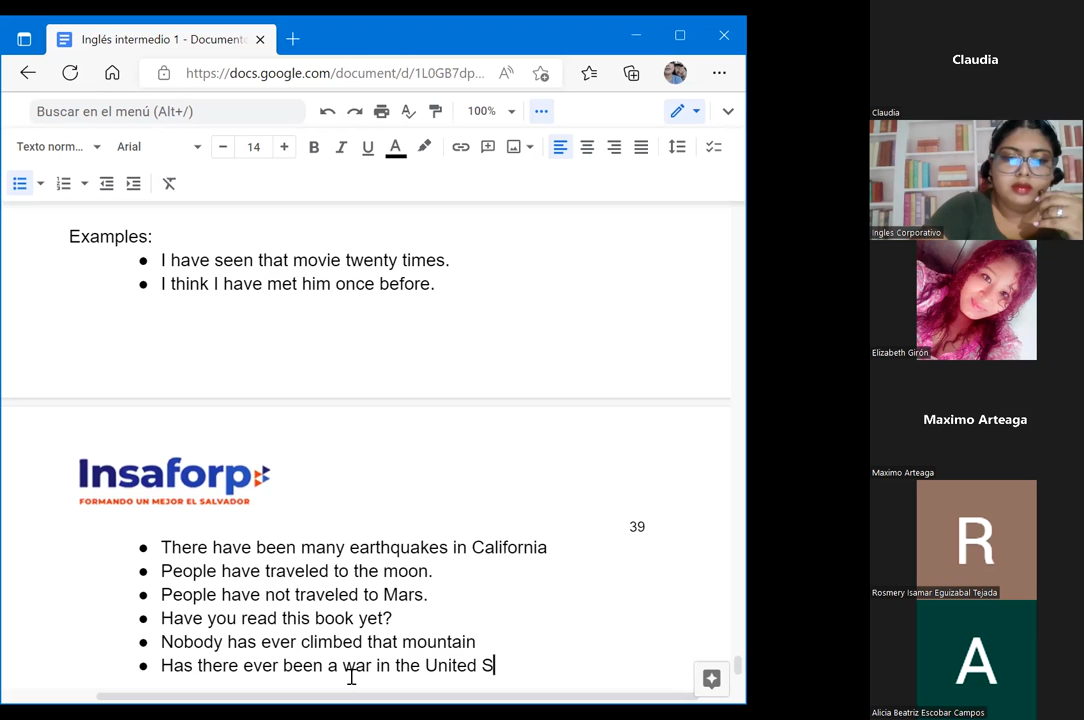 Inglés intermedio 1 - Documento
https://docs.google.com/document/d/1L0GB7dp...
Buscar en el menú (Alt+/)
100%
Texto norm...
Arial
14
Examples:
I have seen that movie twenty times.
I think I have met him once before.
Insaforp
FORMANDO UN MEJOR EL SALVADOR
39
There have been many earthquakes in California
People have traveled to the moon.
People have not traveled to Mars.
Have you read this book yet?
Nobody has ever climbed that mountain
Has there ever been a war in the United S
Claudia
Claudia
Ingles Corporativo
Elizabeth Girón
Maximo Arteaga
Maximo Arteaga
R
Rosmery Isamar Eguizabal Tejada
A
Alicia Beatriz Escobar Campos